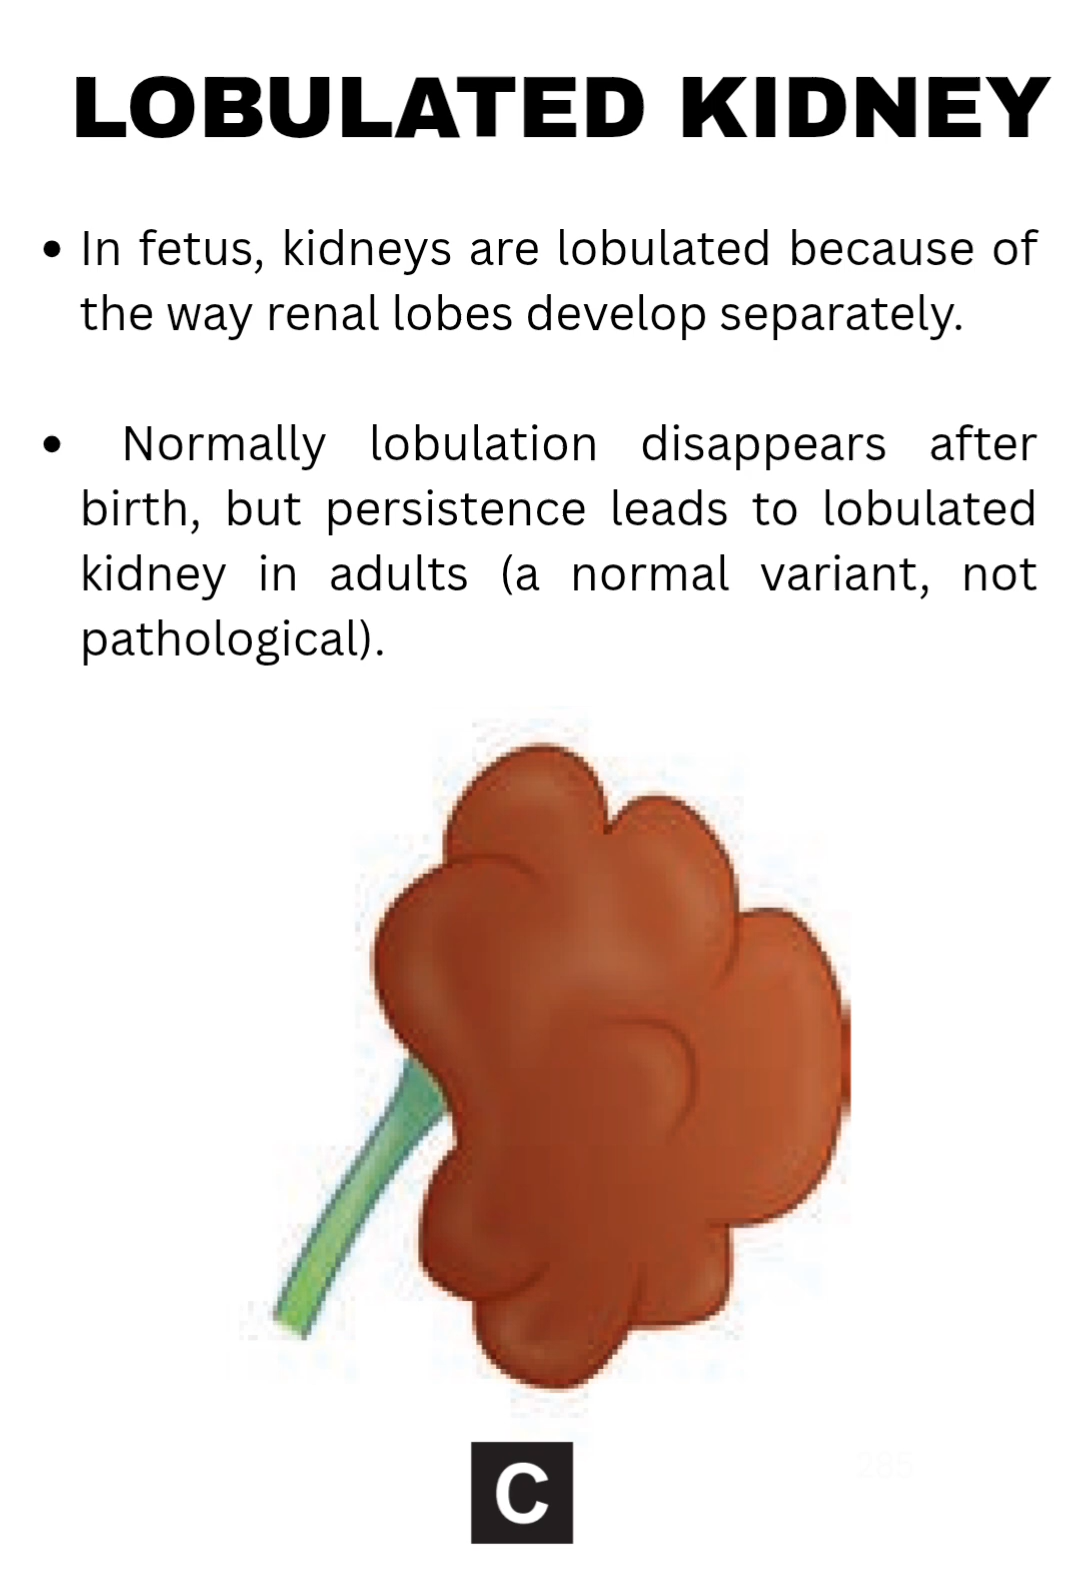 LOBULATED KIDNEY
• In fetus, kidneys are lobulated because of
the way renal lobes develop separately.
• Normally lobulation disappears after
birth, but persistence leads to lobulated
kidney in adults (a normal variant, not
pathological).
C
285